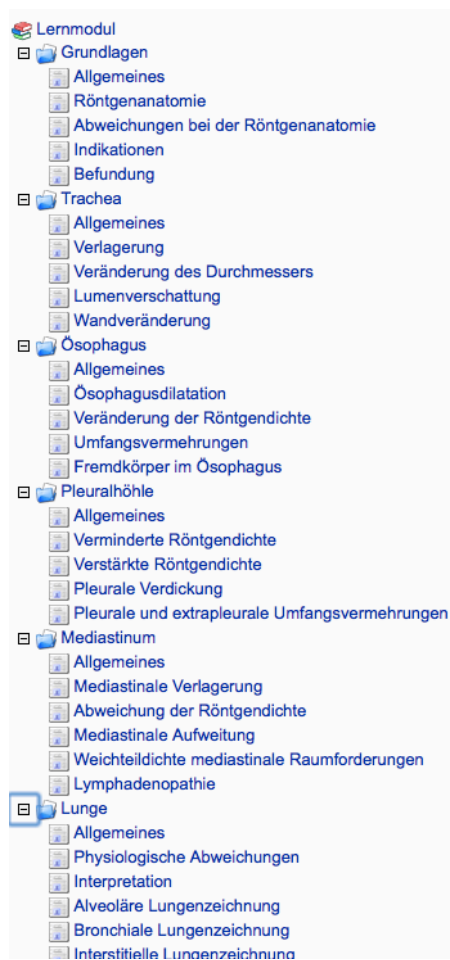 Lernmodul
Grundlagen
Allgemeines
Röntgenanatomie
Abweichungen bei der Röntgenanatomie
Indikationen
Befundung
Trachea
Allgemeines
Verlagerung
Veränderung des Durchmessers
Lumenverschattung
Wandveränderung
Ösophagus
Allgemeines
Ösophagusdilatation
Veränderung der Röntgendichte
Umfangsvermehrungen
Fremdkörper im Ösophagus
Pleuralhöhle
Allgemeines
Verminderte Röntgendichte
Verstärkte Röntgendichte
Pleurale Verdickung
Pleurale und extrapleurale Umfangsvermehrungen
Mediastinum
Allgemeines
Mediastinale Verlagerung
Abweichung der Röntgendichte
Mediastinale Aufweitung
Weichteildichte mediastinale Raumforderungen
Lymphadenopathie
Lunge
Allgemeines
Physiologische Abweichungen
Interpretation
Alveoläre Lungenzeichnung
Bronchiale Lungenzeichnung
Interstitielle Lungenzeichnung